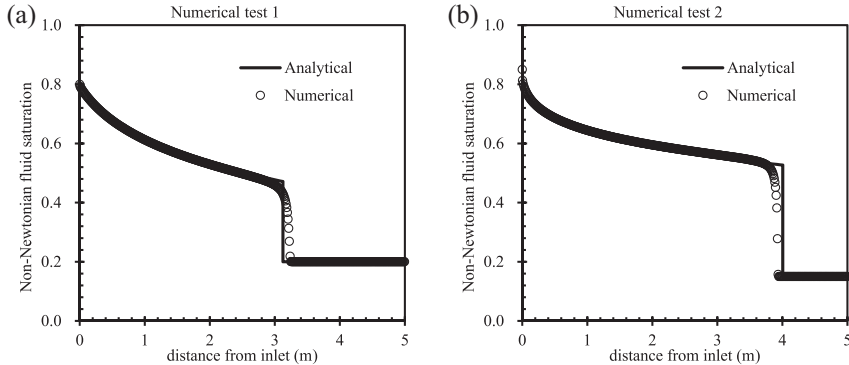 (a)
Numerical test 1
Non-Newtonian fluid saturation
1.0
0.8
0.6
0.4
0.2
0.0
Analytical
Numerical
0 1 2 3 4 5
distance from inlet (m)
(b)
Numerical test 2
Non-Newtonian fluid saturation
1.0
0.8
0.6
0.4
0.2
0.0
Analytical
Numerical
0 1 2 3 4 5
distance from inlet (m)